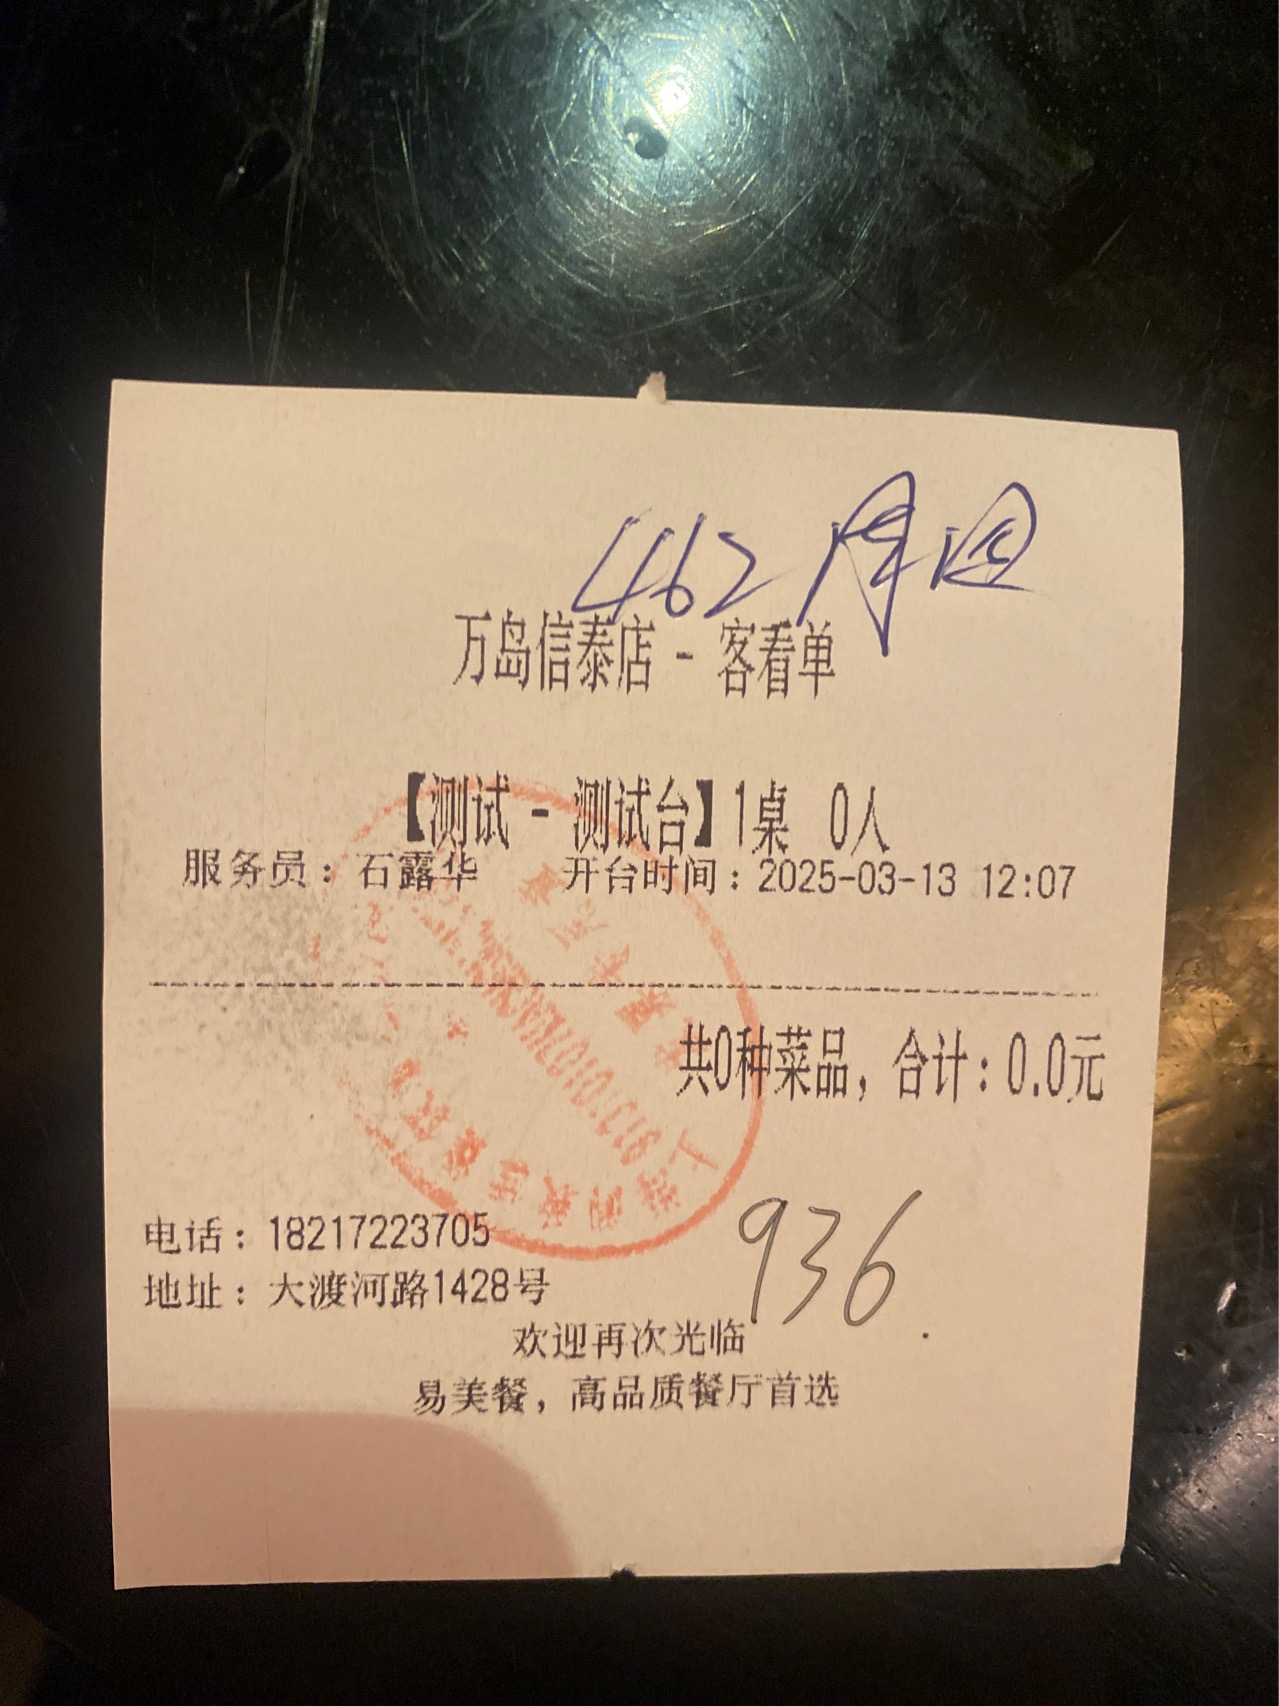 462
万岛信泰店 - 客看单
【测试 - 测试台】1桌 0人
服务员：石露华 开台时间：2025-03-13 12:07
共0种菜品，合计：0.0元
936
电话：18217223705
地址：大渡河路1428号
欢迎再次光临
易美餐，高品质餐厅首选